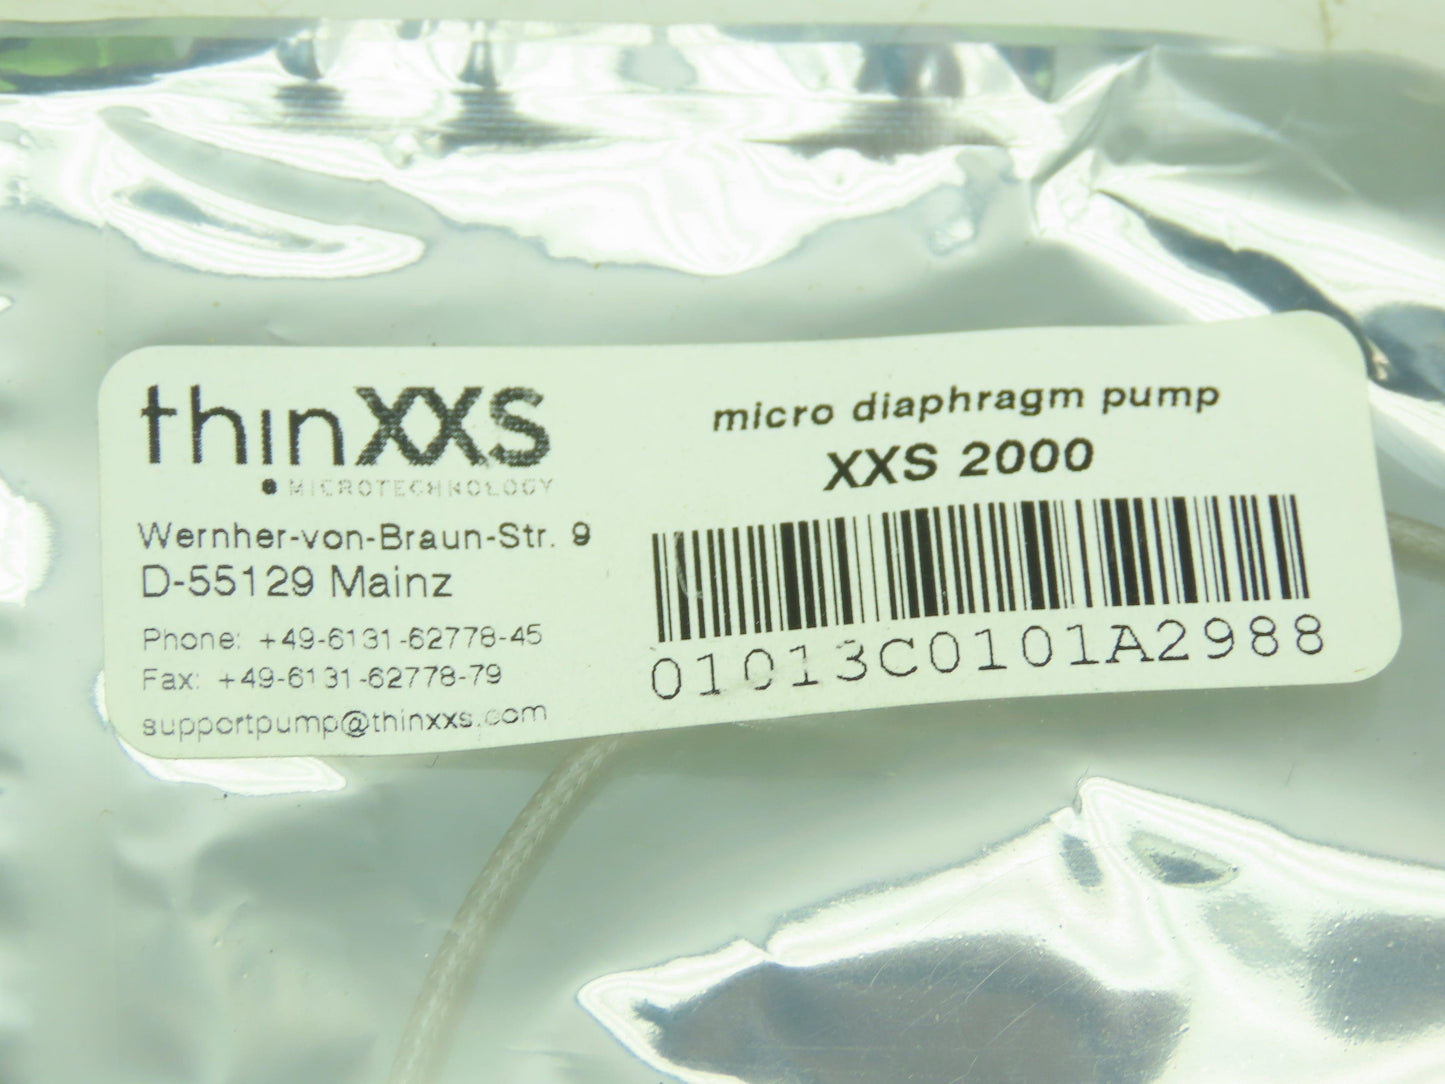 thinXXS
MICROTECHNOLOGY
Wernher-von-Braun-Str. 9
D-55129 Mainz
Phone: +49-6131-62778-45
Fax: +49-6131-62778-79
supportpump@thinxxs.com
micro diaphragm pump
XXS 2000
01013C0101A2988